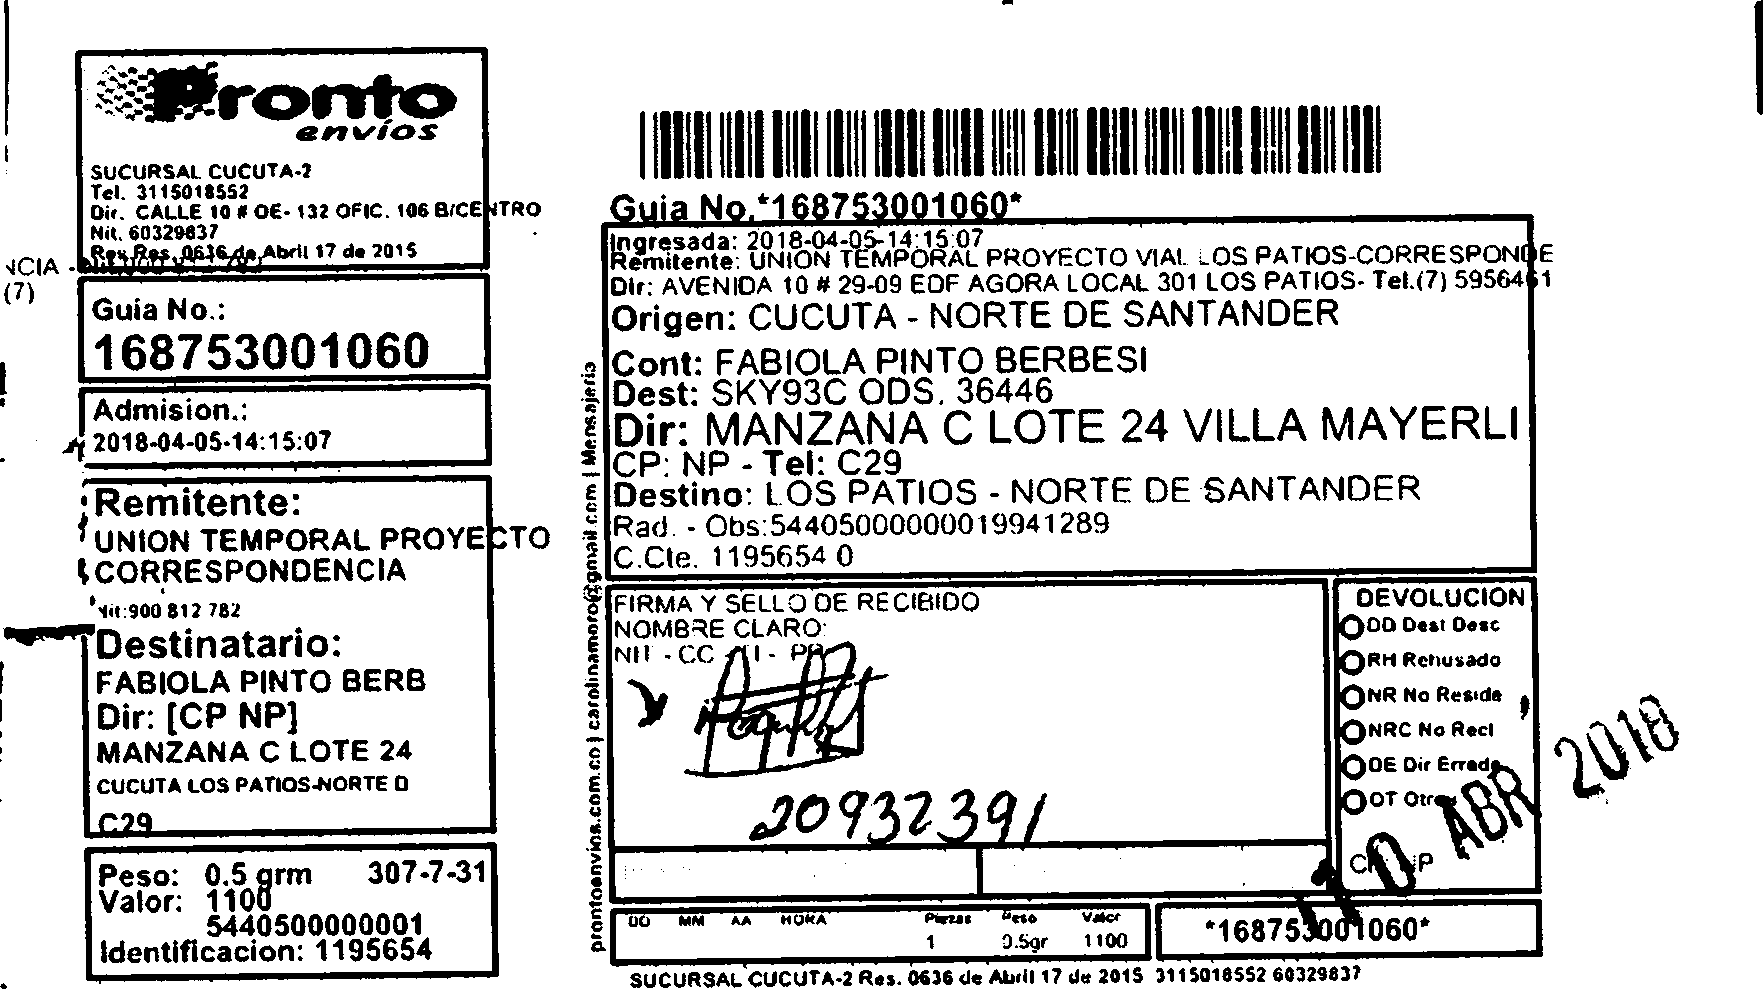 Pronto
envíos
SUCURSAL CUCUTA-2
Tel. 3115018552
Dir. CALLE 10 # OE- 132 OFIC. 106 B/CENTRO
Nit. 60329837
Rev.Res. 0636 de Abril 17 de 2015
NCIA -
(7)
Guia No.:
168753001060
Admision.:
2018-04-05-14:15:07
Remitente:
UNION TEMPORAL PROYECTO
CORRESPONDENCIA
Nit:900 812 782
Destinatario:
FABIOLA PINTO BERB
Dir: [CP NP]
MANZANA C LOTE 24
CUCUTA LOS PATIOS-NORTE D
C29
Peso: 0.5 grm 307-7-31
Valor: 1100
5440500000001
Identificacion: 1195654
prontoenvios.com.co | carolinamoro@gmail.com | Mensajeria
Guia No.*168753001060*
Ingresada: 2018-04-05-14:15:07
Remitente: UNION TEMPORAL PROYECTO VIAL LOS PATIOS-CORRESPONDE
Dir: AVENIDA 10 # 29-09 EDF AGORA LOCAL 301 LOS PATIOS- Tel.(7) 5956461
Origen: CUCUTA - NORTE DE SANTANDER
Cont: FABIOLA PINTO BERBESI
Dest: SKY93C ODS. 36446
Dir: MANZANA C LOTE 24 VILLA MAYERLI
CP: NP - Tel: C29
Destino: LOS PATIOS - NORTE DE SANTANDER
Rad. - Obs:54405000000019941289
C.Cte. 1195654 0
FIRMA Y SELLO DE RECIBIDO
NOMBRE CLARO:
NIT - CC - TI - PP
20932391
DEVOLUCION
DD Dest Desc
RH Rehusado
NR No Reside
NRC No Recl
DE Dir Errada
OT Otro
10 ABR 2018
DD MM AA HORA Piezas Peso Valor
1 0.5gr 1100
*168753001060*
SUCURSAL CUCUTA-2 Res. 0636 de Abril 17 de 2015 3115018552 60329837